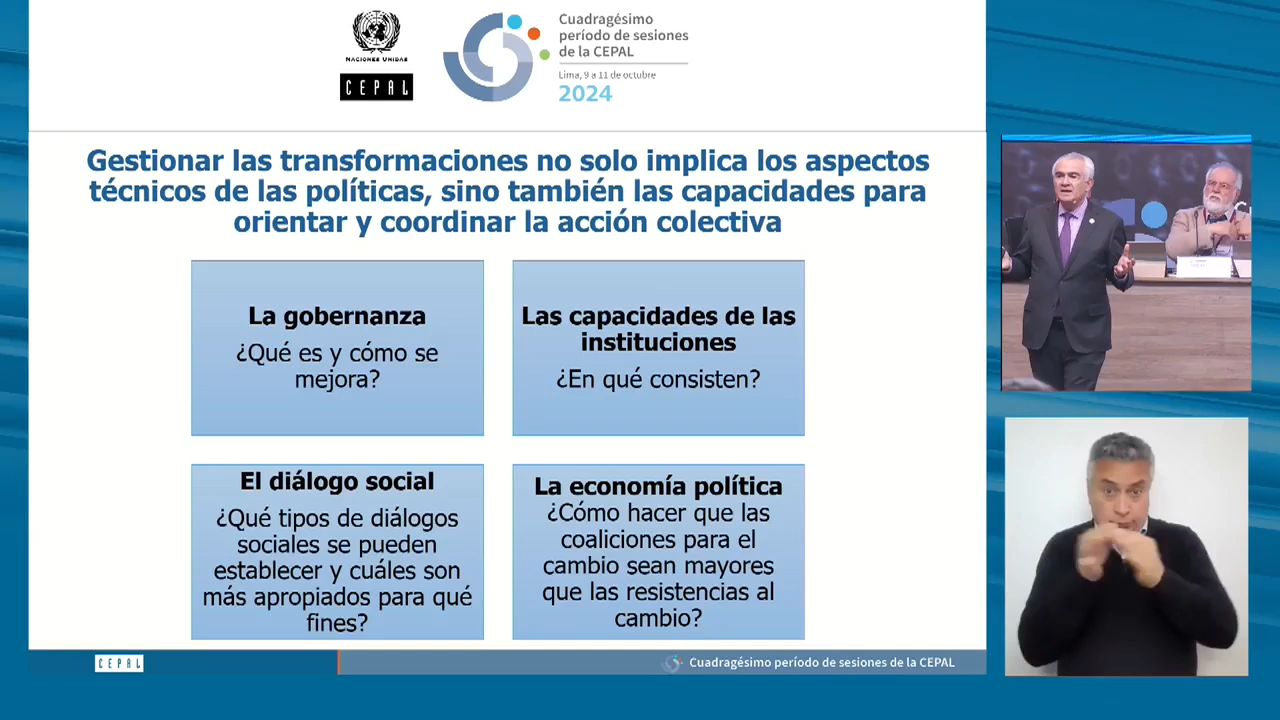 NACIONES UNIDAS
CEPAL
Cuadragésimo
período de sesiones
de la CEPAL
Lima, 9 a 11 de octubre
2024
Gestionar las transformaciones no solo implica los aspectos
técnicos de las políticas, sino también las capacidades para
orientar y coordinar la acción colectiva
La gobernanza
¿Qué es y cómo se
mejora?
Las capacidades de las
instituciones
¿En qué consisten?
El diálogo social
¿Qué tipos de diálogos
sociales se pueden
establecer y cuáles son
más apropiados para qué
fines?
La economía política
¿Cómo hacer que las
coaliciones para el
cambio sean mayores
que las resistencias al
cambio?
CEPAL
Cuadragésimo período de sesiones de la CEPAL